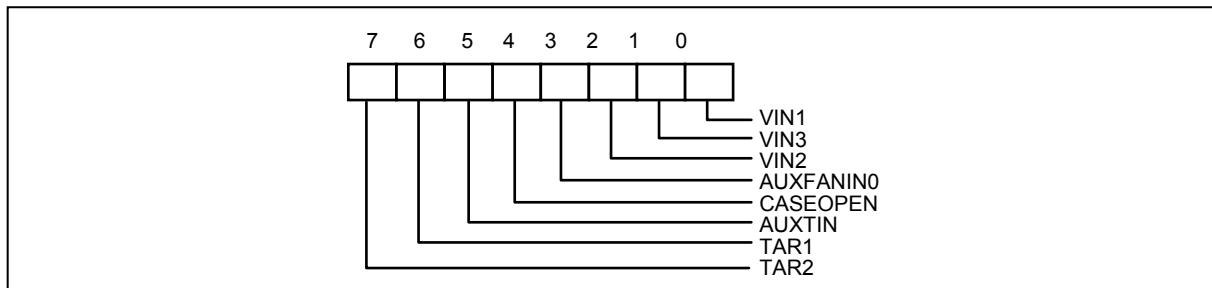 7 6 5 4 3 2 1 0
VIN1
VIN3
VIN2
AUXFANIN0
CASEOPEN
AUXTIN
TAR1
TAR2